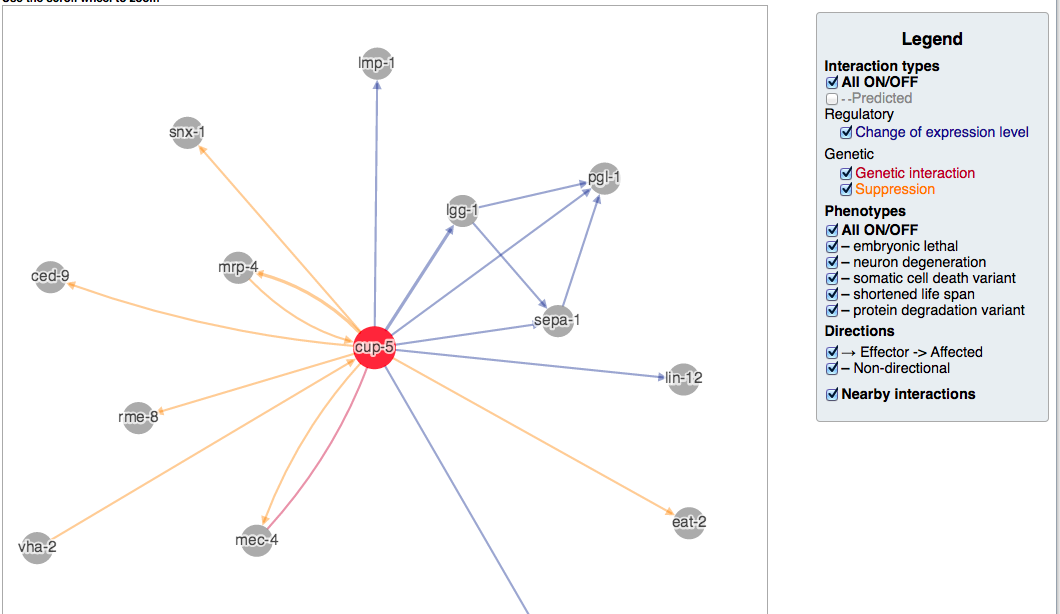 Use the scroll wheel to zoom
lmp-1
snx-1
pgl-1
lgg-1
mrp-4
ced-9
sepa-1
cup-5
lin-12
rme-8
eat-2
mec-4
vha-2
Legend
Interaction types
All ON/OFF
--Predicted
Regulatory
Change of expression level
Genetic
Genetic interaction
Suppression
Phenotypes
All ON/OFF
– embryonic lethal
– neuron degeneration
– somatic cell death variant
– shortened life span
– protein degradation variant
Directions
→ Effector -> Affected
– Non-directional
Nearby interactions